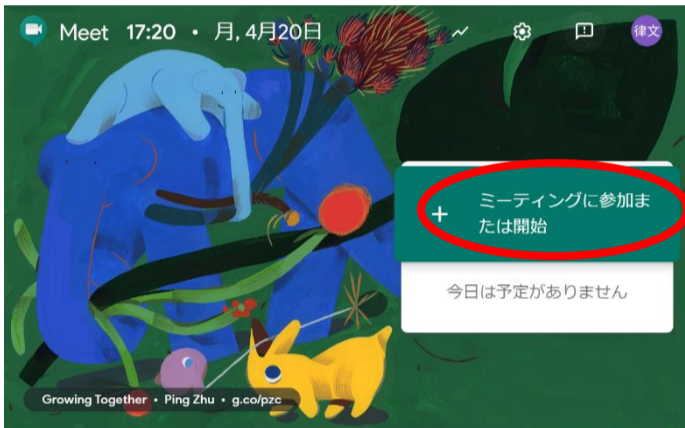 Meet 17:20 • 月, 4月20日
律文
+ ミーティングに参加ま
たは開始
今日は予定がありません
Growing Together • Ping Zhu • g.co/pzc